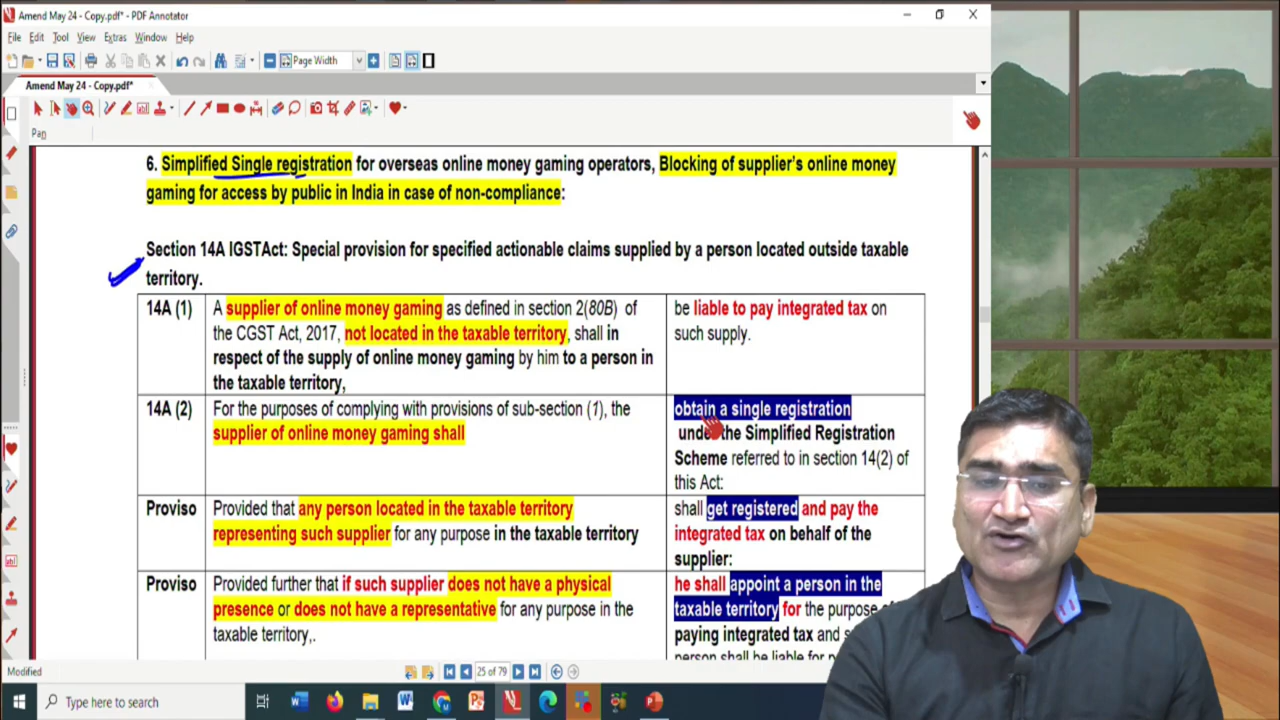 Amend May 24 - Copy.pdf* - PDF Annotator
File Edit Tool View Extras Window Help
Page Width
Amend May 24 - Copy.pdf*
Pan
6. Simplified Single registration for overseas online money gaming operators, Blocking of supplier's online money
gaming for access by public in India in case of non-compliance:
Section 14A IGSTAct: Special provision for specified actionable claims supplied by a person located outside taxable
territory.
14A (1)
A supplier of online money gaming as defined in section 2(80B) of
the CGST Act, 2017, not located in the taxable territory, shall in
respect of the supply of online money gaming by him to a person in
the taxable territory,
be liable to pay integrated tax on
such supply.
14A (2)
For the purposes of complying with provisions of sub-section (1), the
supplier of online money gaming shall
obtain a single registration
under the Simplified Registration
Scheme referred to in section 14(2) of
this Act:
Proviso
Provided that any person located in the taxable territory
representing such supplier for any purpose in the taxable territory
shall get registered and pay the
integrated tax on behalf of the
supplier:
Proviso
Provided further that if such supplier does not have a physical
presence or does not have a representative for any purpose in the
taxable territory,.
he shall appoint a person in the
taxable territory for the purpose
paying integrated tax and
person shall be liable for
Modified
25 of 79
Type here to search